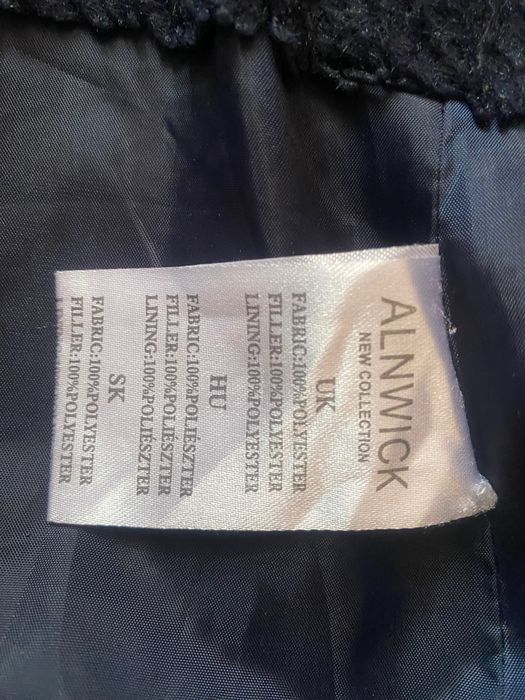 ALNWICK
NEW COLLECTION
UK
FABRIC:100%POLYESTER
FILLER:100%POLYESTER
LINING:100%POLYESTER
HU
FABRIC:100%POLIÉSZTER
FILLER:100%POLIÉSZTER
LINING:100%POLYESTER
SK
FABRIC:100%POLYESTER
FILLER:100%POLYESTER